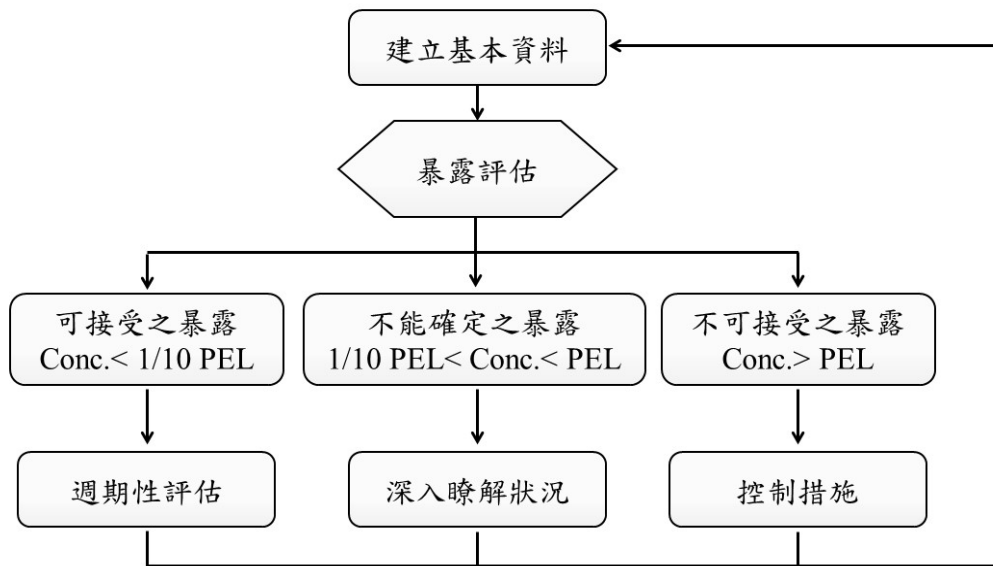 建立基本資料
暴露評估
可接受之暴露
Conc.< 1/10 PEL
不能確定之暴露
1/10 PEL< Conc.< PEL
不可接受之暴露
Conc.> PEL
週期性評估
深入瞭解狀況
控制措施